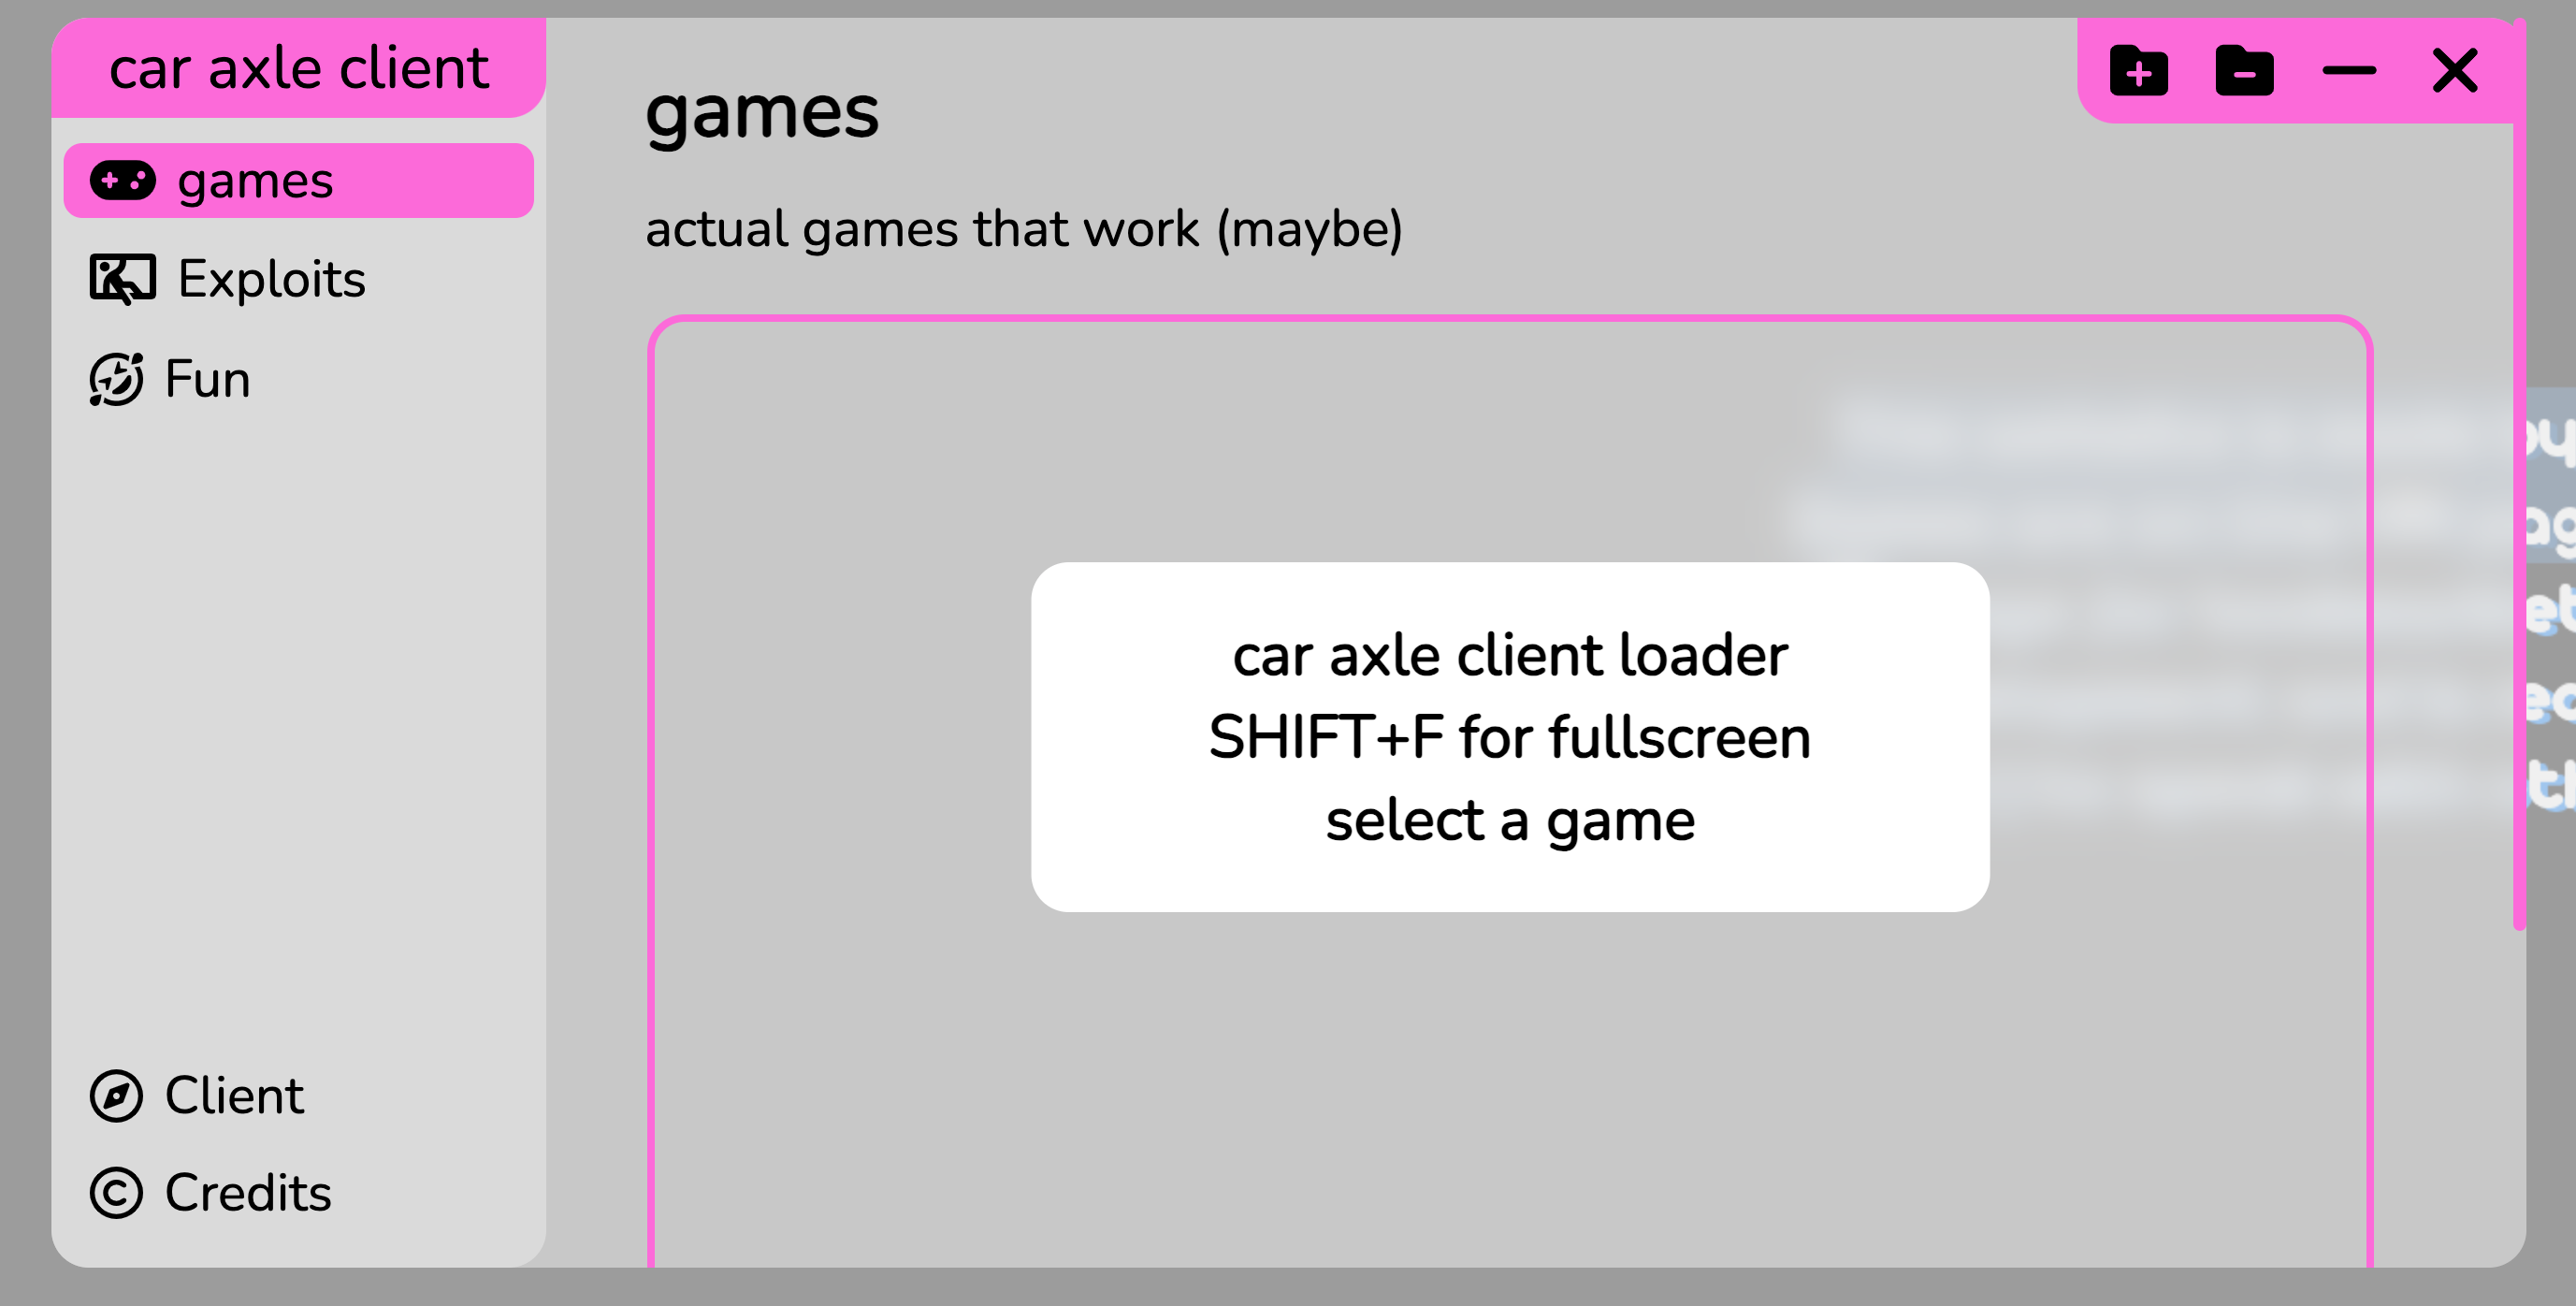 car axle client
games
Exploits
Fun
Client
Credits
games
actual games that work (maybe)
car axle client loader
SHIFT+F for fullscreen
select a game